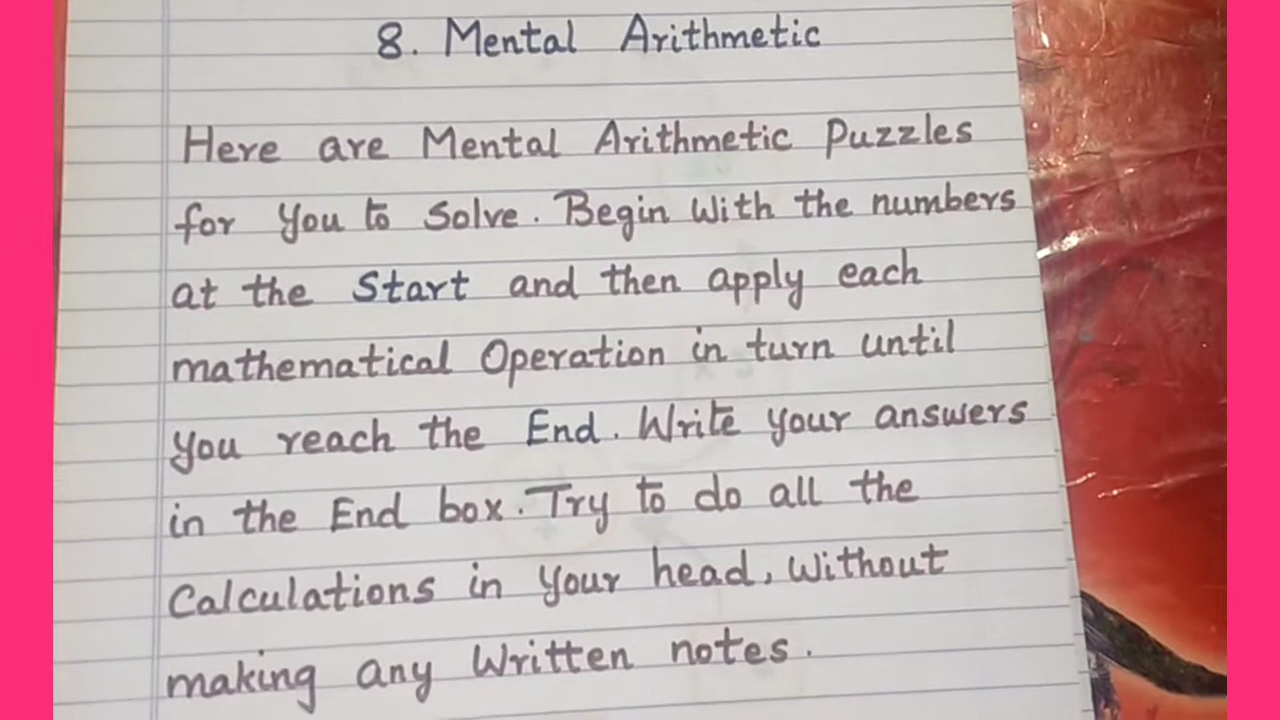 8. Mental Arithmetic
Here are Mental Arithmetic Puzzles
for you to Solve. Begin With the numbers
at the Start and then apply each
mathematical Operation in turn until
you reach the End. Write your answers
in the End box. Try to do all the
Calculations in your head, Without
making any Written notes.